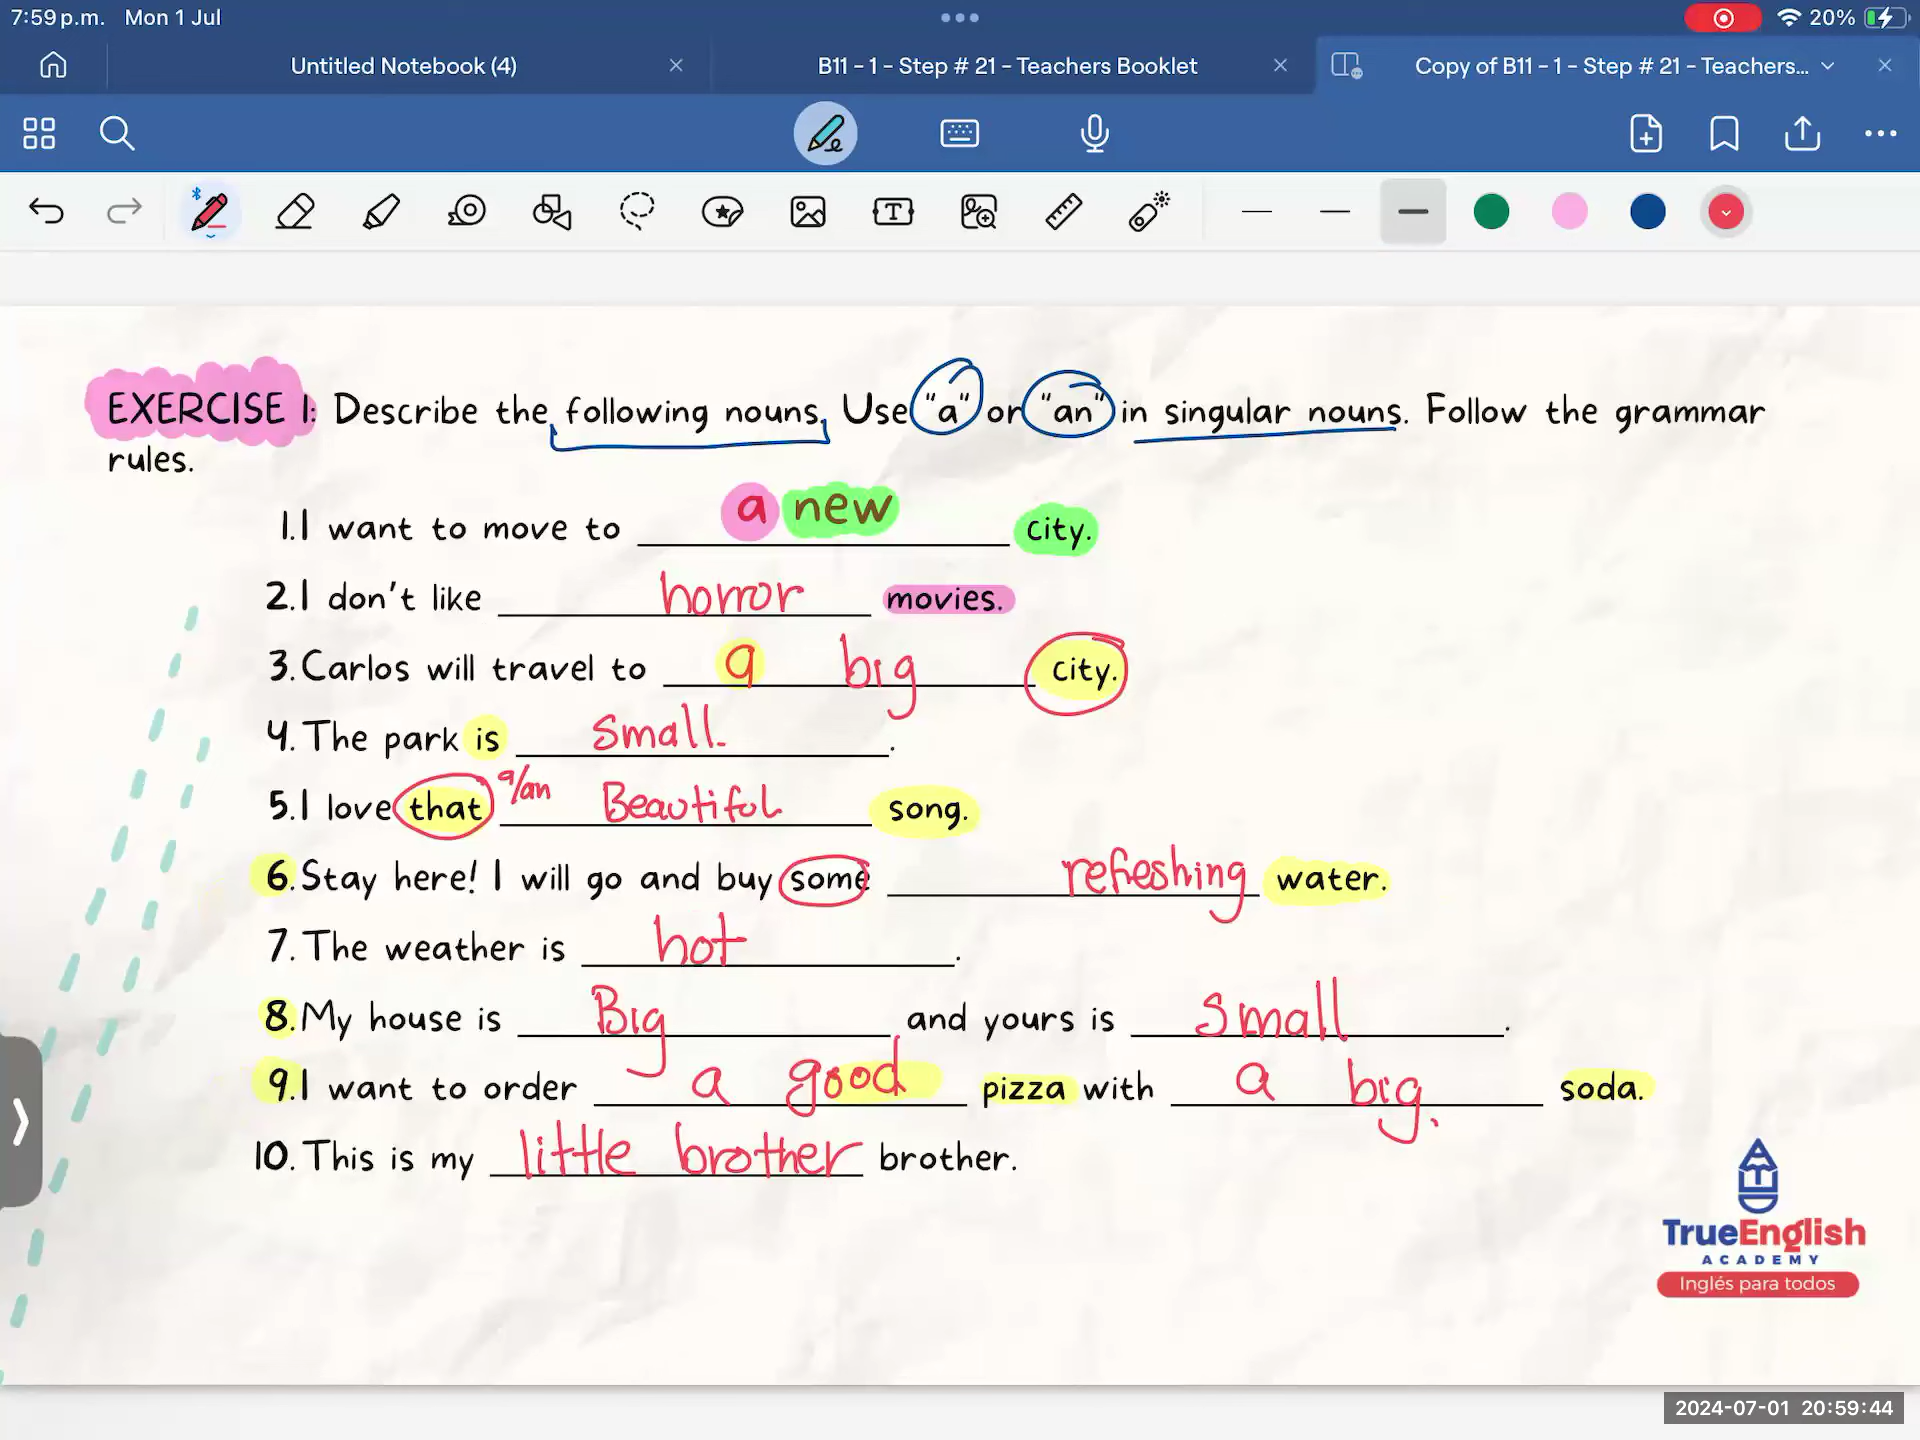 7:59 p.m. Mon 1 Jul 20%
Untitled Notebook (4) B11 - 1 - Step # 21 - Teachers Booklet Copy of B11 - 1 - Step # 21 - Teachers...
EXERCISE 1: Describe the following nouns. Use "a" or "an" in singular nouns. Follow the grammar
rules.
1. I want to move to a new city.
2. I don't like horror movies.
3. Carlos will travel to a big city.
4. The park is small.
a/an
5. I love that Beautiful song.
6. Stay here! I will go and buy some refeshing water.
7. The weather is hot.
8. My house is Big and yours is small.
9. I want to order a good pizza with a big. soda.
10. This is my little brother brother.
TrueEnglish
ACADEMY
Inglés para todos
2024-07-01 20:59:44